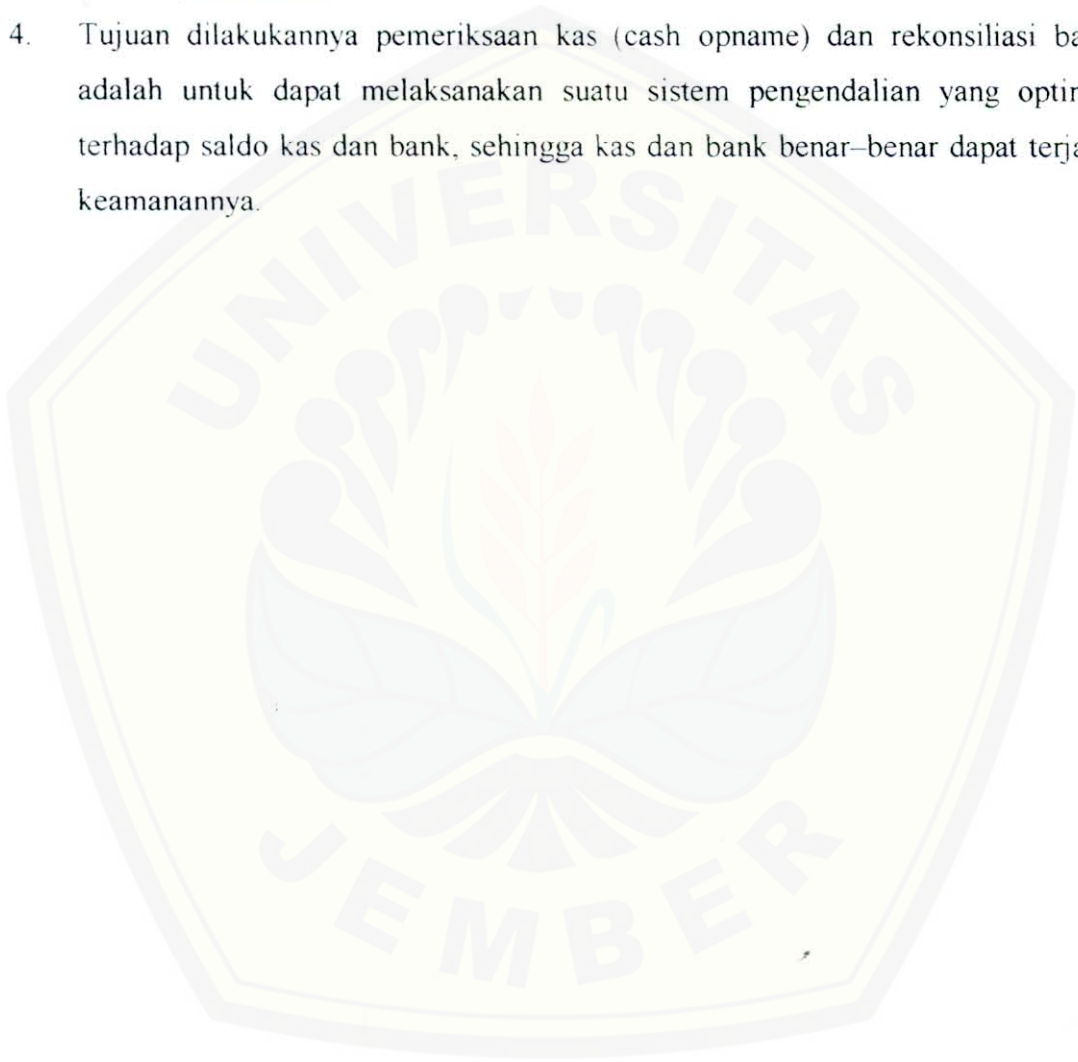 4. Tujuan dilakukannya pemeriksaan kas (cash opname) dan rekonsiliasi
adalah untuk dapat melaksanakan suatu sistem pengendalian yang
terhadap saldo kas dan bank, sehingga kas dan bank benar–benar dapat
keamanannya.
UNIVERSITAS
JEMBER